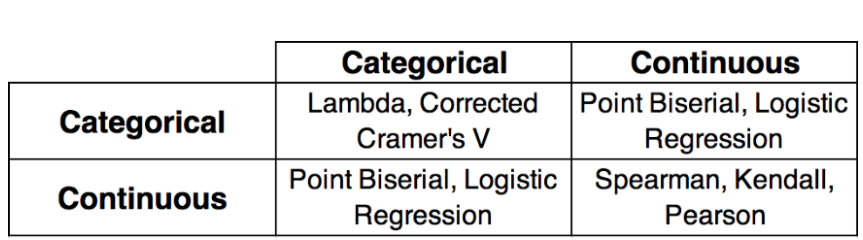 Categorical Continuous
Categorical Lambda, Corrected Cramer's V Point Biserial, Logistic Regression
Continuous Point Biserial, Logistic Regression Spearman, Kendall, Pearson